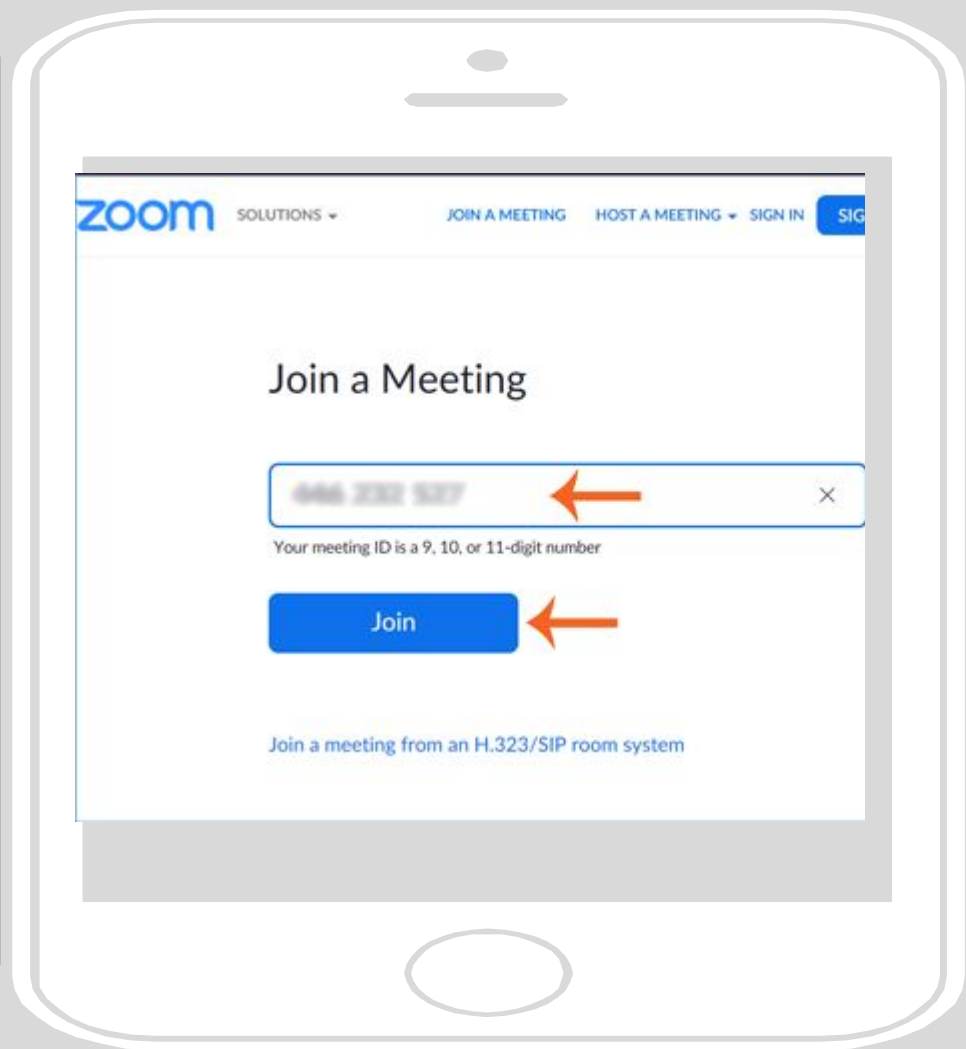 zoom SOLUTIONS JOIN A MEETING HOST A MEETING SIGN IN SIG
Join a Meeting
Your meeting ID is a 9, 10, or 11-digit number
Join
Join a meeting from an H.323/SIP room system